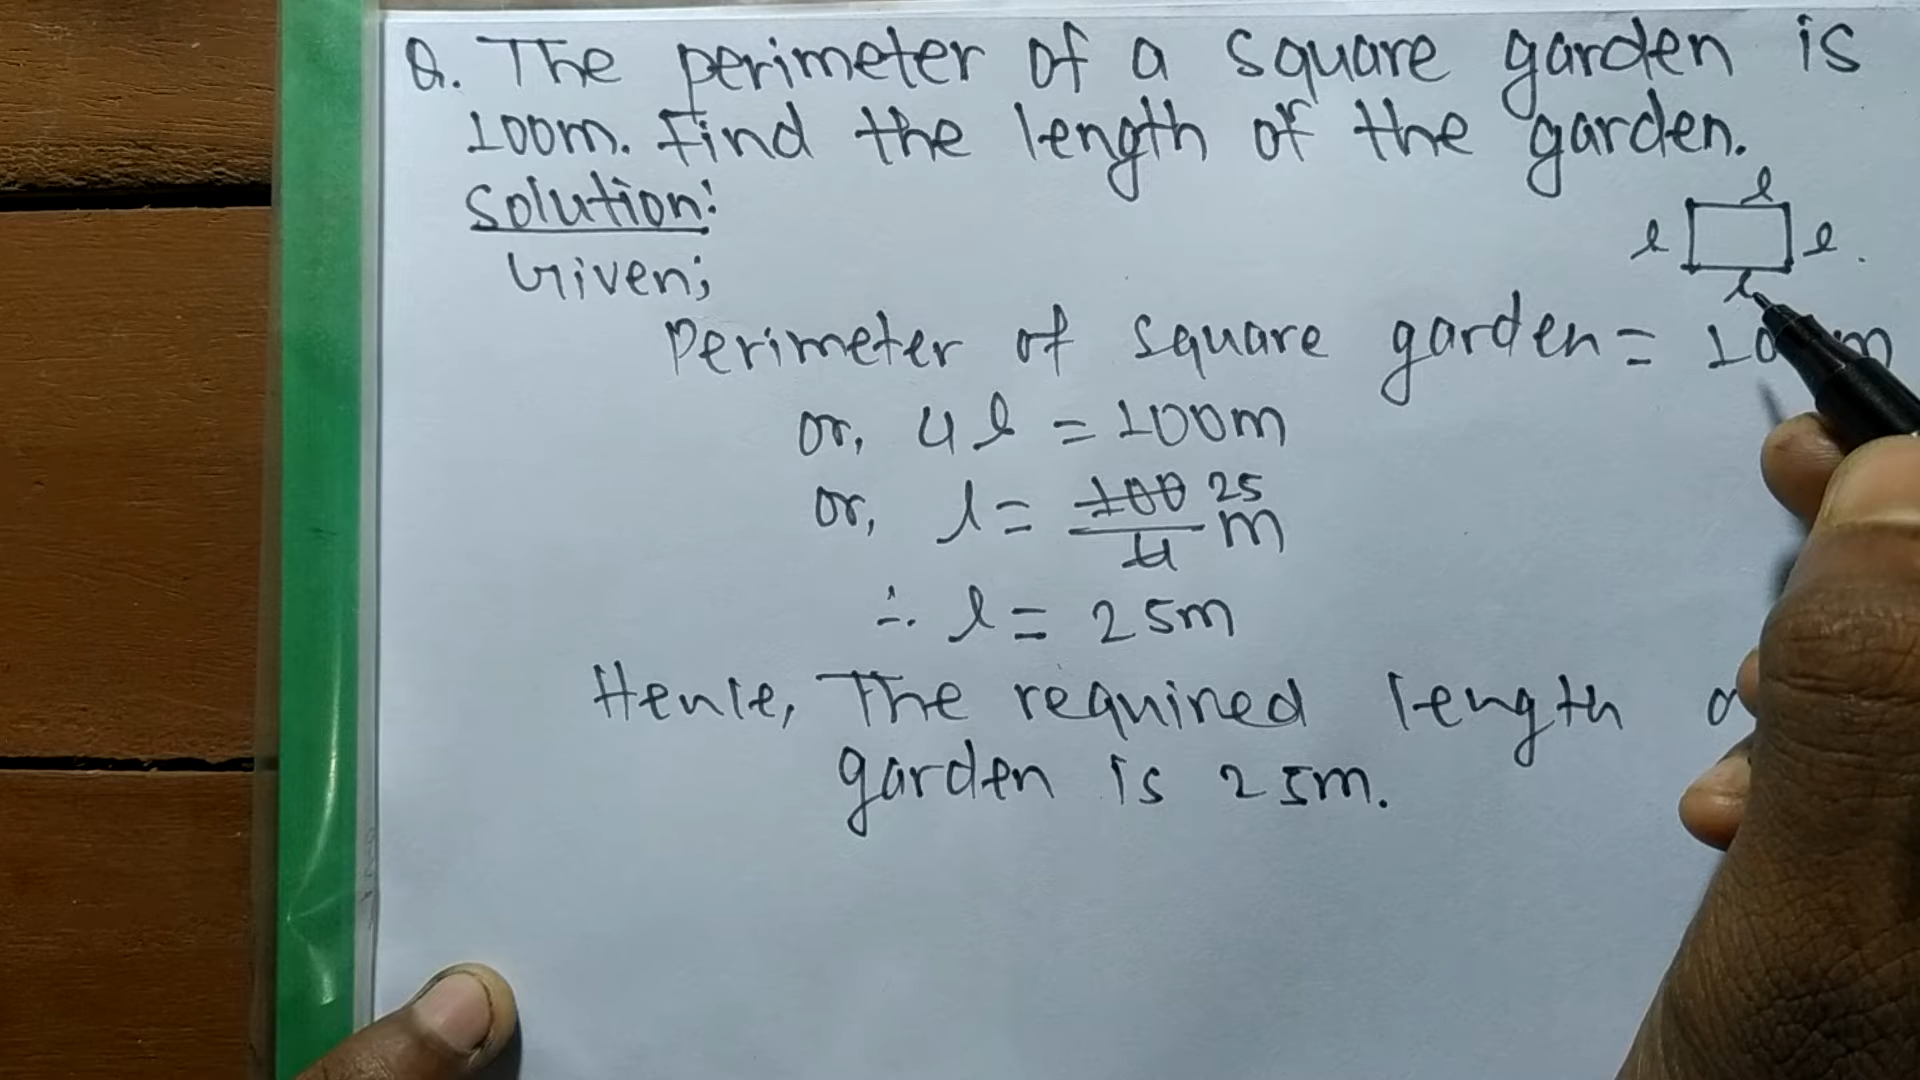 Q. The perimeter of a square garden is
100m. Find the length of the garden.
Solution:
Given;
l
l l
l
Perimeter of square garden = 100m
or, 4l = 100m
or, l = 100/4 25 m
∴ l = 25m
Hence, The required length
garden is 25m.